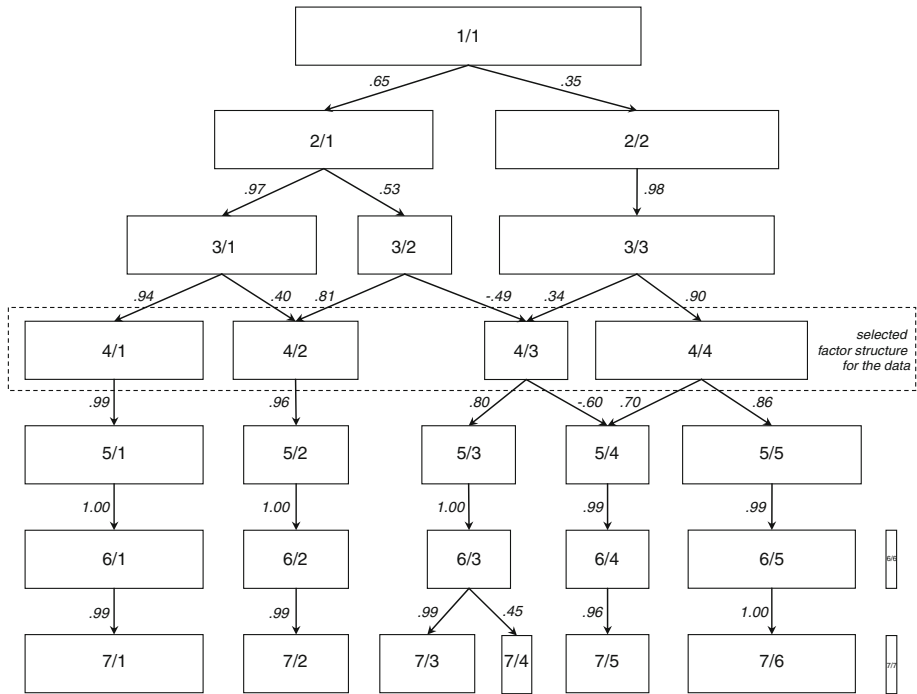 1/1
.65 .35
2/1 2/2
.97 .53 .98
3/1 3/2 3/3
.94 .40 .81 -.49 .34 .90
selected
factor structure
for the data
4/1 4/2 4/3 4/4
.99 .96 .80 -.60 .70 .86
5/1 5/2 5/3 5/4 5/5
1.00 1.00 1.00 .99 .99
6/1 6/2 6/3 6/4 6/5 6/6
.99 .99 .99 .45 .96 1.00
7/1 7/2 7/3 7/4 7/5 7/6 7/7